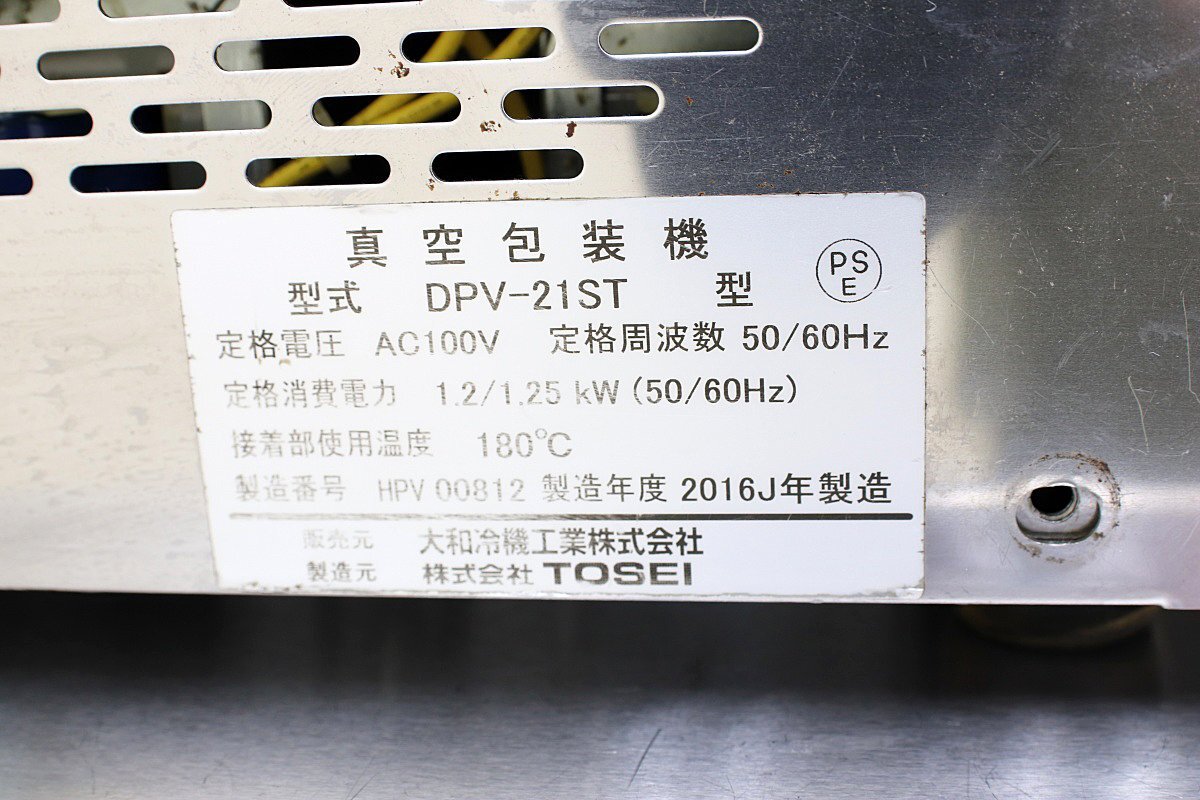 真空包装機
型式 DPV-21ST 型
PS
E
定格電圧 AC100V 定格周波数 50/60Hz
定格消費電力 1.2/1.25 kW (50/60Hz)
接着部使用温度 180℃
製造番号 HPV 00812 製造年度 2016J年製造
販売元 大和冷機工業株式会社
製造元 株式会社 TOSEI